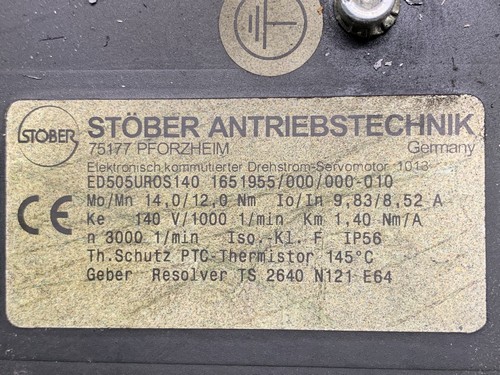 STÖBER
STÖBER ANTRIEBSTECHNIK
75177 PFORZHEIM Germany
Elektronisch kommutierter Drehstrom-Servomotor 1013
ED505UROS140 1651955/000/000-010
Mo/Mn 14,0/12,0 Nm Io/In 9,83/8,52 A
Ke 140 V/1000 1/min Km 1,40 Nm/A
n 3000 1/min Iso.-Kl. F IP56
Th.Schutz PTC-Thermistor 145°C
Geber Resolver TS 2640 N121 E64
CE